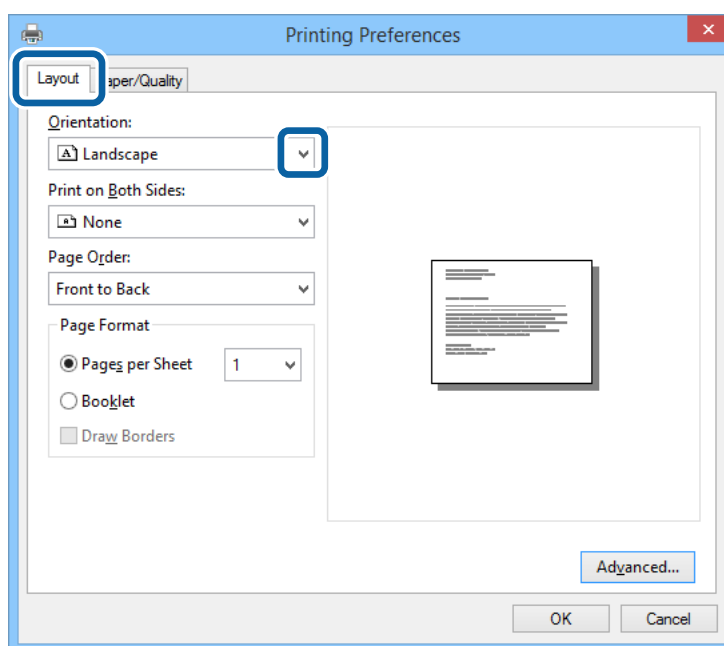 Printing Preferences
Layout
aper/Quality
Orientation:
Landscape
Print on Both Sides:
None
Page Order:
Front to Back
Page Format
Pages per Sheet 1
Booklet
Draw Borders
Advanced...
OK Cancel